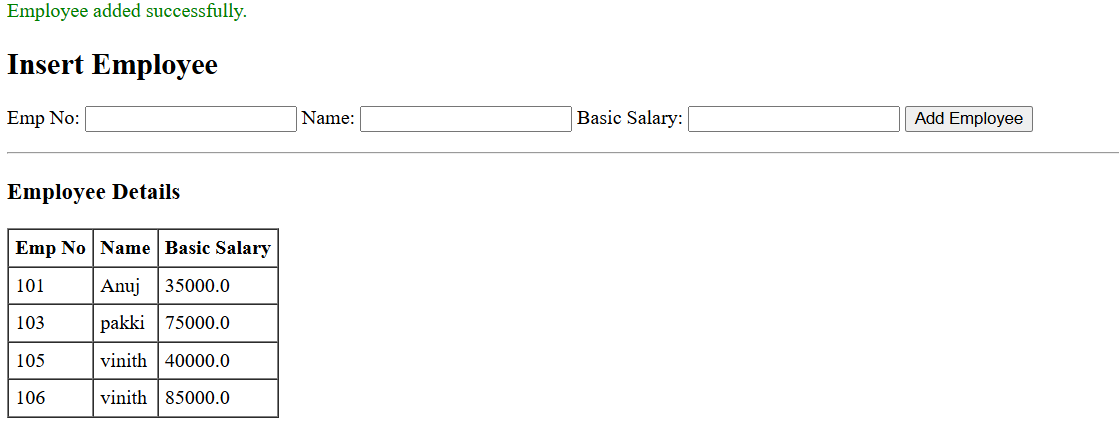 Employee added successfully.
Insert Employee
Emp No: Name: Basic Salary: Add Employee
Employee Details
Emp No Name Basic Salary
101 Anuj 35000.0
103 pakki 75000.0
105 vinith 40000.0
106 vinith 85000.0